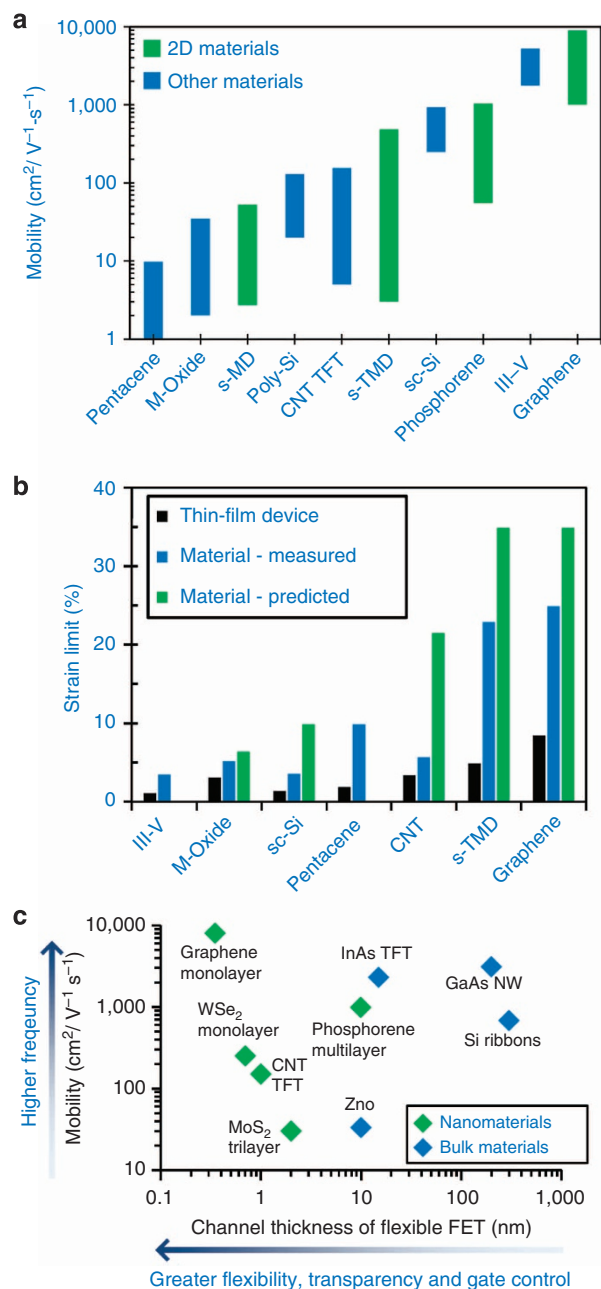 a
10,000
1,000
100
10
1
Mobility (cm²/ V⁻¹-s⁻¹)
2D materials
Other materials
Pentacene
M-Oxide
s-MD
Poly-Si
CNT TFT
s-TMD
sc-Si
Phosphorene
III–V
Graphene
b
40
30
20
10
0
Strain limit (%)
Thin-film device
Material - measured
Material - predicted
III-V
M-Oxide
sc-Si
Pentacene
CNT
s-TMD
Graphene
c
Higher freqeuncy
Mobility (cm²/ V⁻¹ s⁻¹)
10,000
1,000
100
10
Graphene
monolayer
InAs TFT
GaAs NW
WSe₂
monolayer
Phosphorene
multilayer
Si ribbons
CNT
TFT
MoS₂
trilayer
Zno
Nanomaterials
Bulk materials
0.1
1
10
100
1,000
Channel thickness of flexible FET (nm)
Greater flexibility, transparency and gate control